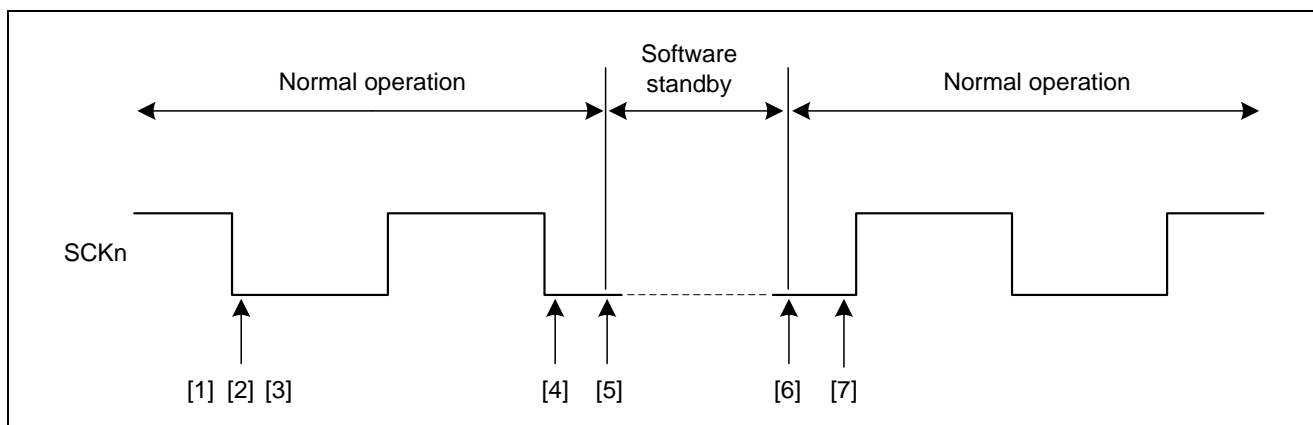 Software
standby
Normal operation
Normal operation
SCKn
[1] [2] [3]
[4]
[5]
[6]
[7]